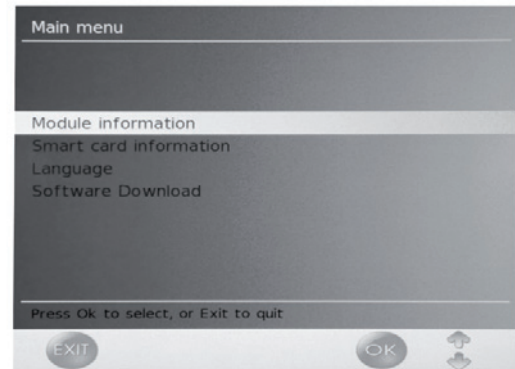 Main menu
Module information
Smart card information
Language
Software Download
Press Ok to select, or Exit to quit
EXIT
OK